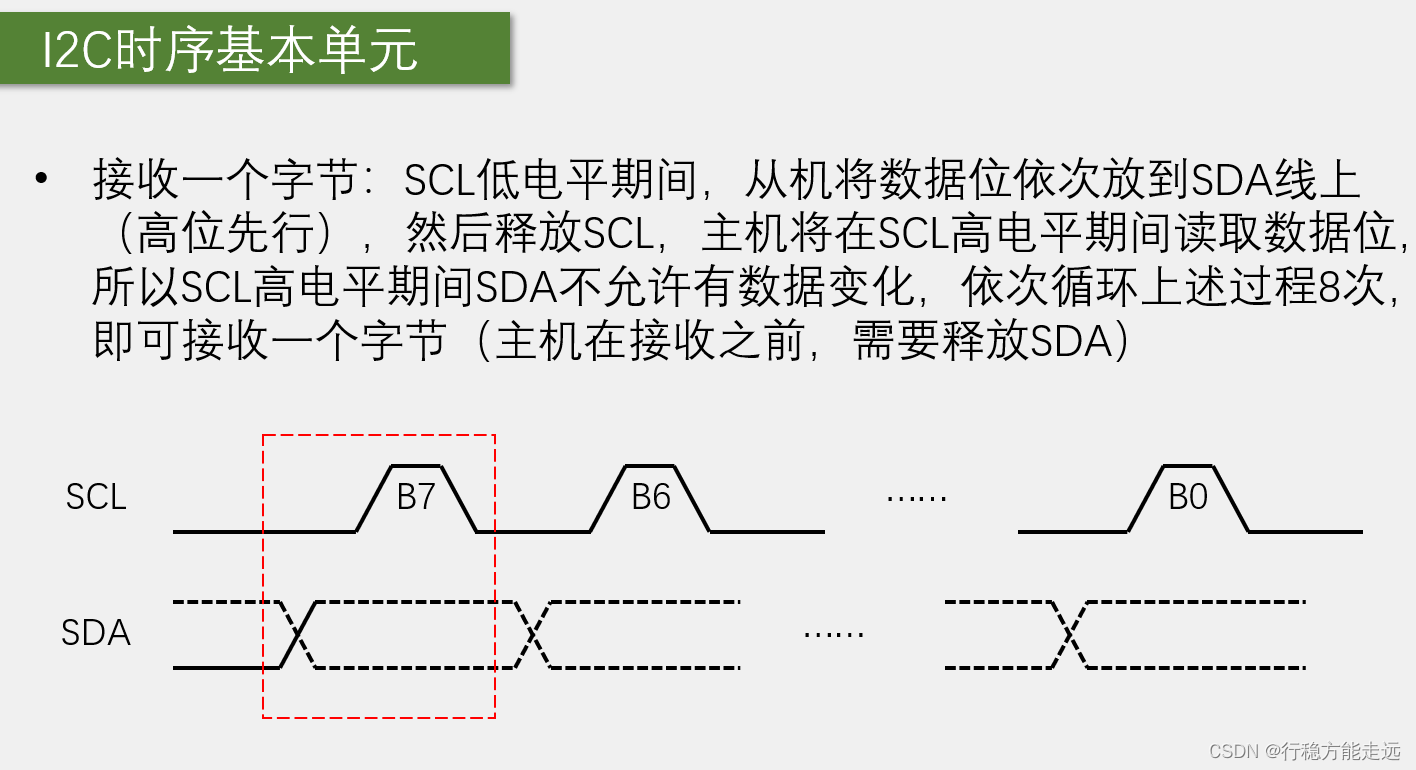 I2C时序基本单元
• 接收一个字节：SCL低电平期间，从机将数据位依次放到SDA线上
（高位先行），然后释放SCL，主机将在SCL高电平期间读取数据位，
所以SCL高电平期间SDA不允许有数据变化，依次循环上述过程8次，
即可接收一个字节（主机在接收之前，需要释放SDA）
SCL B7 B6 …… B0
SDA ……
CSDN @行稳方能走远